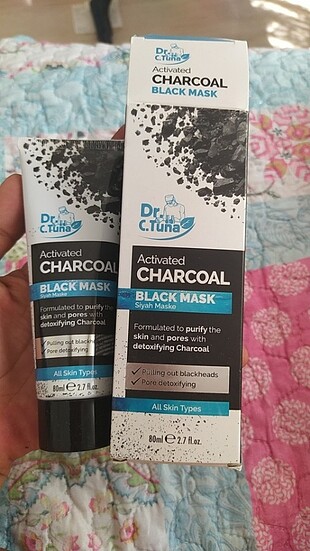 Dr.
C.Tuna
Activated
CHARCOAL
BLACK MASK
Dr.
C.Tuna
Activated
CHARCOAL
BLACK MASK
Siyah Maske
Formulated to purify the
skin and pores with
detoxifying Charcoal
Pulling out blackheads
Pore detoxifying
All Skin Types
80ml e 2.7 fl.oz.
Dr.
C.Tuna
Activated
CHARCOAL
BLACK MASK
Siyah Maske
Formulated to purify the
skin and pores with
detoxifying Charcoal
Pulling out blackhea
Pore detoxifying
All Skin Types
80ml e 2.7 fl.oz.